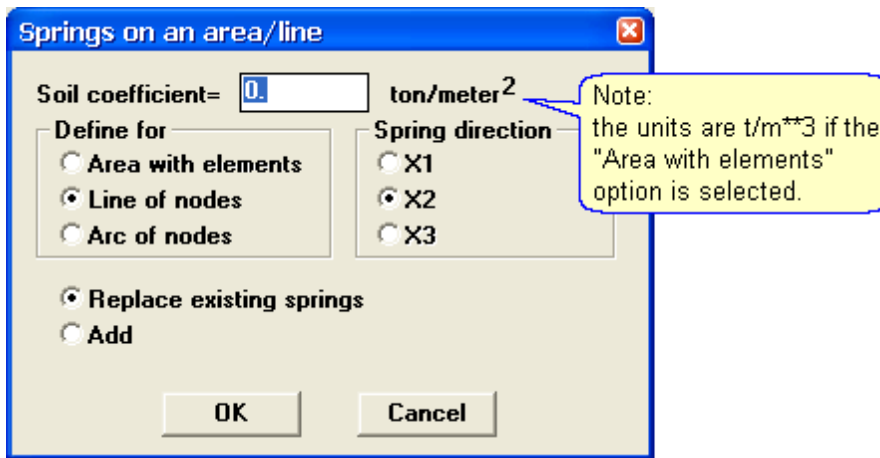 Springs on an area/line
Soil coefficient= 0. ton/meter2
Note:
the units are t/m**3 if the
"Area with elements"
option is selected.
Define for
Area with elements
Line of nodes
Arc of nodes
Spring direction
X1
X2
X3
Replace existing springs
Add
OK Cancel